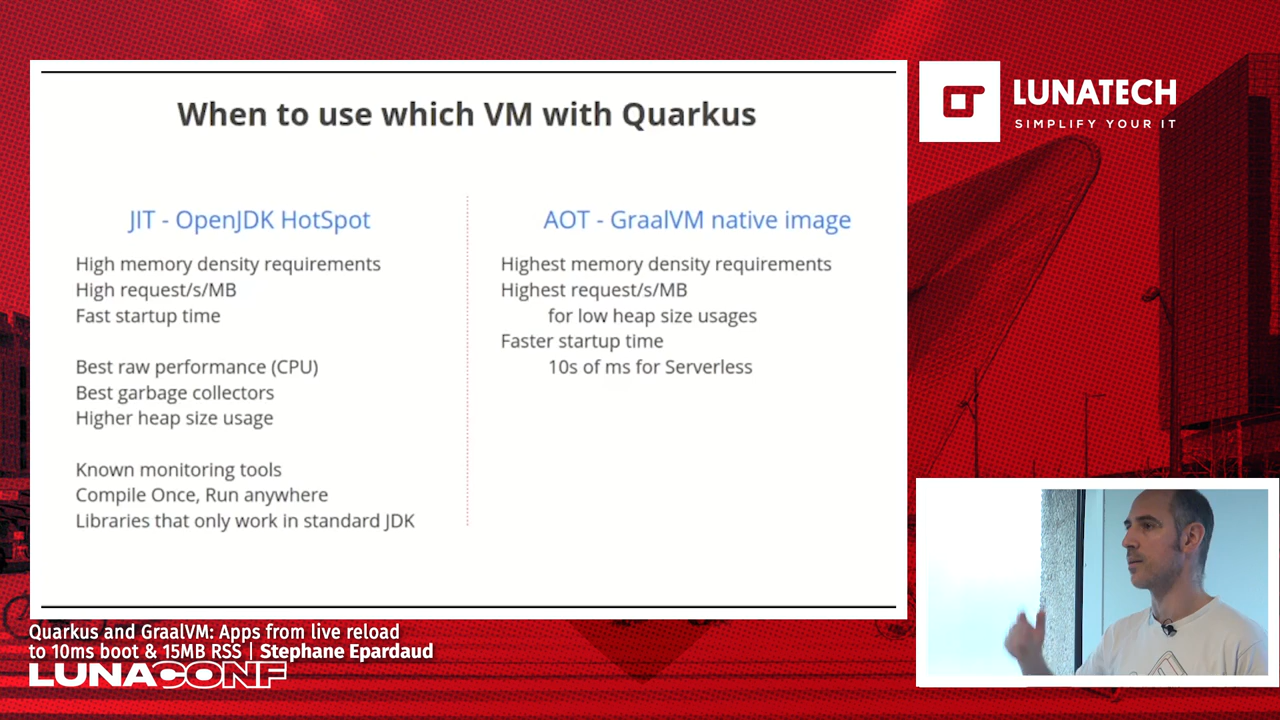 When to use which VM with Quarkus
JIT - OpenJDK HotSpot
High memory density requirements
High request/s/MB
Fast startup time
Best raw performance (CPU)
Best garbage collectors
Higher heap size usage
Known monitoring tools
Compile Once, Run anywhere
Libraries that only work in standard JDK
AOT - GraalVM native image
Highest memory density requirements
Highest request/s/MB
for low heap size usages
Faster startup time
10s of ms for Serverless
LUNATECH
SIMPLIFY YOUR IT
Quarkus and GraalVM: Apps from live reload
to 10ms boot & 15MB RSS | Stephane Epardaud
LUNACONF